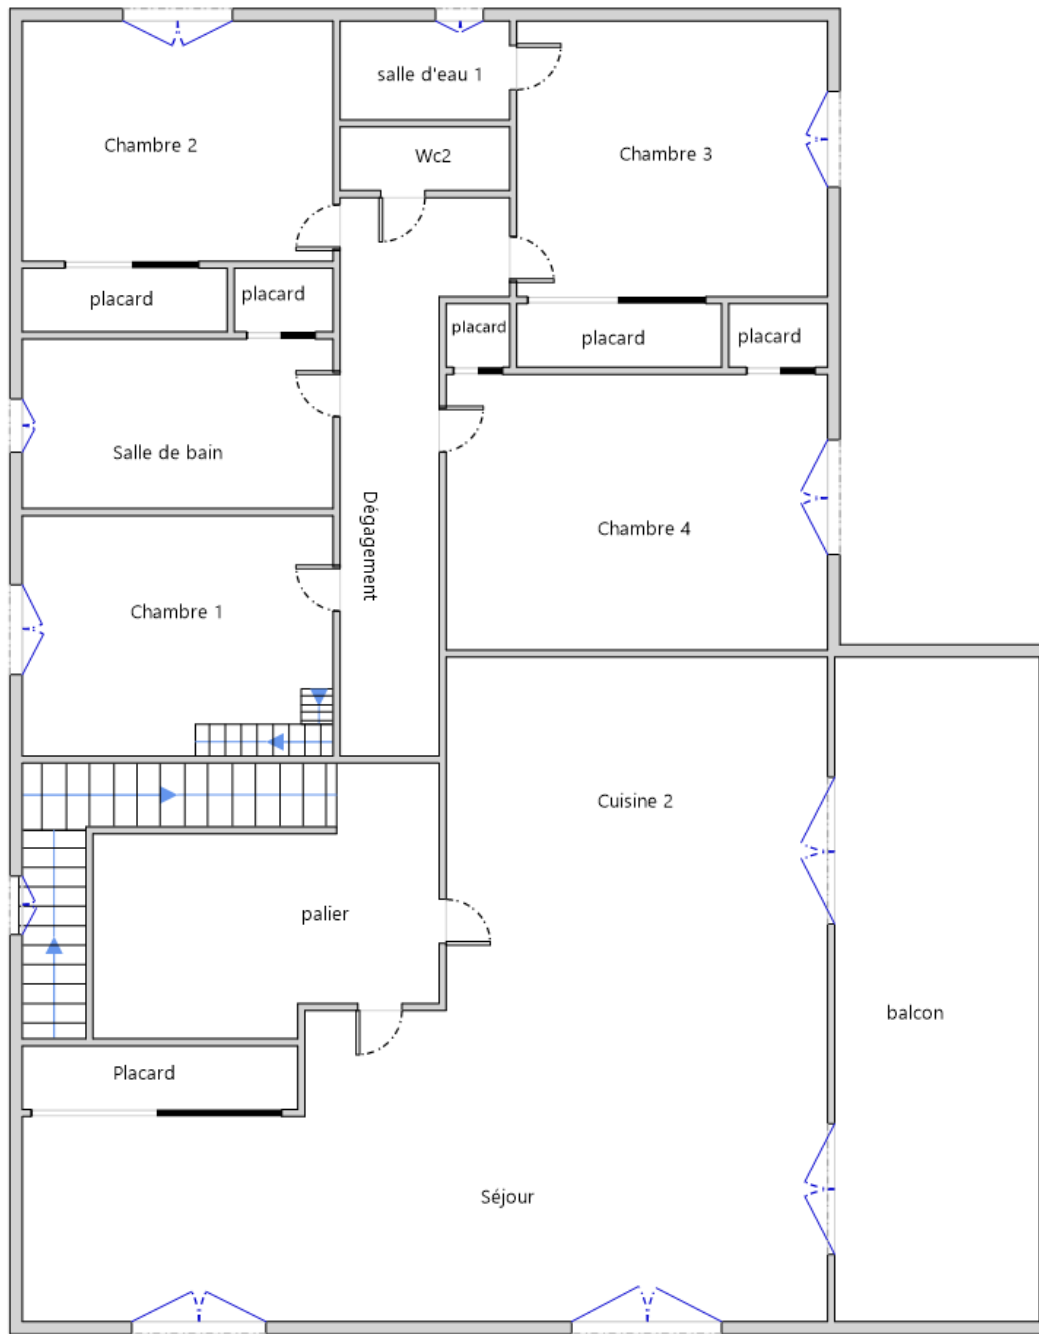 salle d'eau 1
Chambre 2
Wc2
Chambre 3
placard
placard
placard
placard
placard
Salle de bain
Dégagement
Chambre 4
Chambre 1
Cuisine 2
palier
balcon
Placard
Séjour